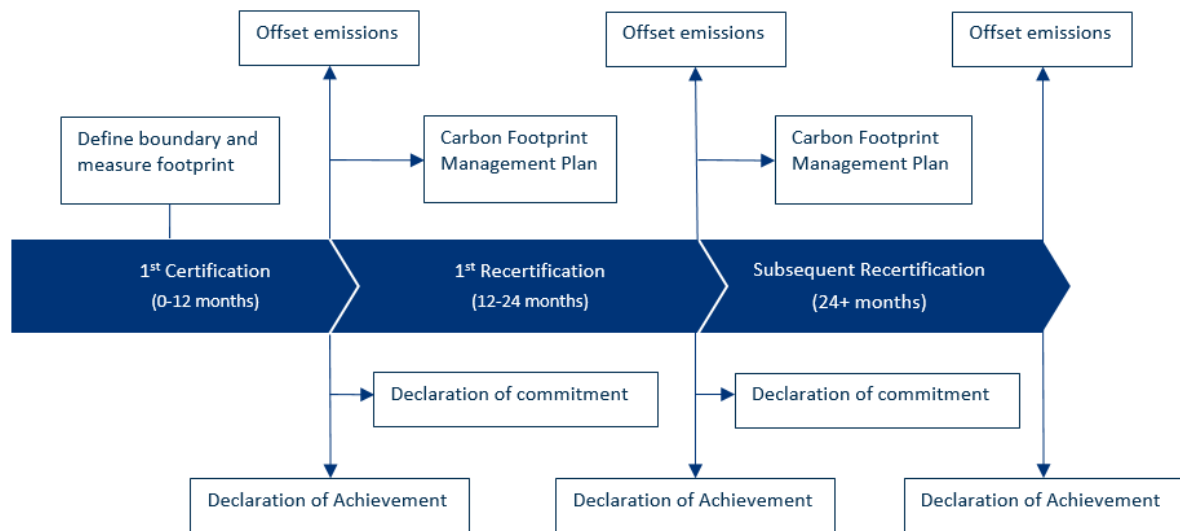 Offset emissions
Offset emissions
Offset emissions
Define boundary and
measure footprint
Carbon Footprint
Management Plan
Carbon Footprint
Management Plan
1st Certification
(0-12 months)
1st Recertification
(12-24 months)
Subsequent Recertification
(24+ months)
Declaration of commitment
Declaration of commitment
Declaration of Achievement
Declaration of Achievement
Declaration of Achievement